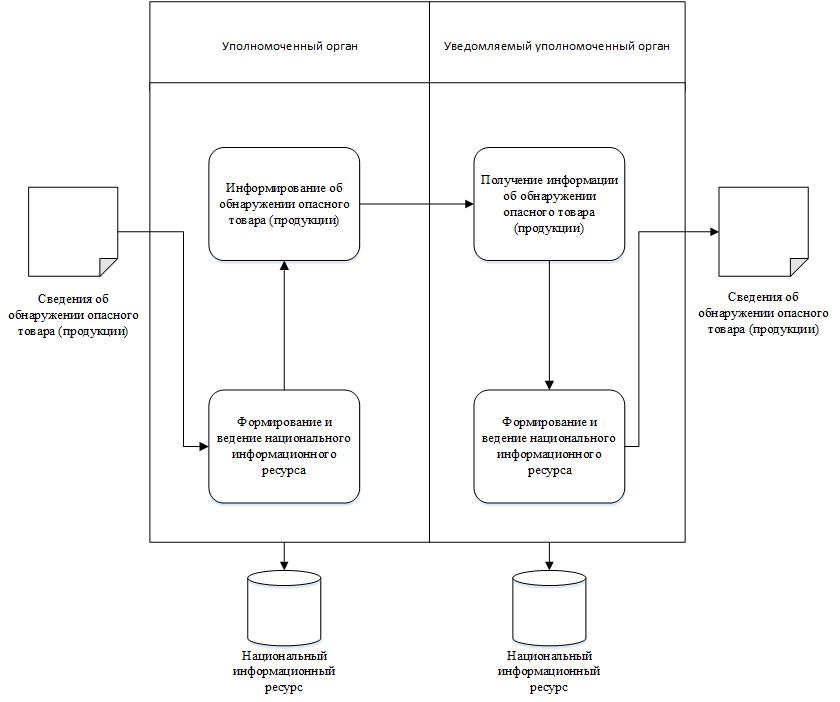 Уполномоченный орган
Уведомляемый уполномоченный орган
Информирование об
обнаружении опасного
товара (продукции)
Получение информации
об обнаружении
опасного товара
(продукции)
Сведения об
обнаружении опасного
товара (продукции)
Сведения об
обнаружении опасного
товара (продукции)
Формирование и
ведение национального
информационного
ресурса
Формирование и
ведение национального
информационного
ресурса
Национальный
информационный
ресурс
Национальный
информационный
ресурс